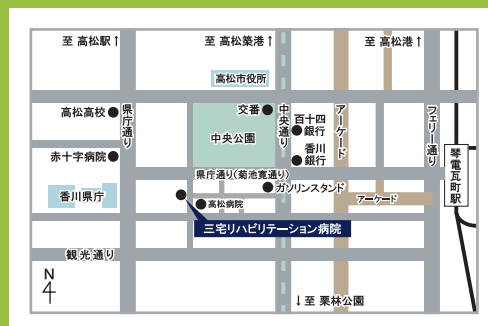 至 高松駅↑
至 高松築港↑
至 高松港↑
高松市役所
高松高校
県庁通り
交番
中央通り
百十四
銀行
アーケード
フェリー通り
中央公園
赤十字病院
香川
銀行
琴電瓦町駅
県庁通り(菊池寛通り)
ガソリンスタンド
香川県庁
高松病院
アーケード
三宅リハビリテーション病院
観光通り
N
↓至 栗林公園